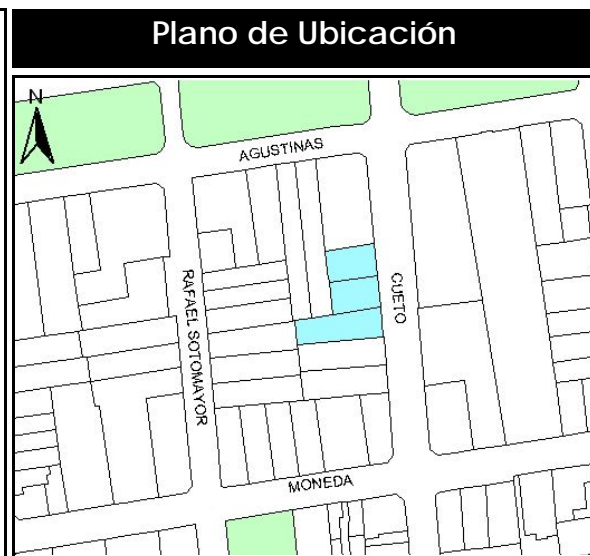 Plano de Ubicación
N
AGUSTINAS
RAFAEL SOTOMAYOR
CUETO
MONEDA